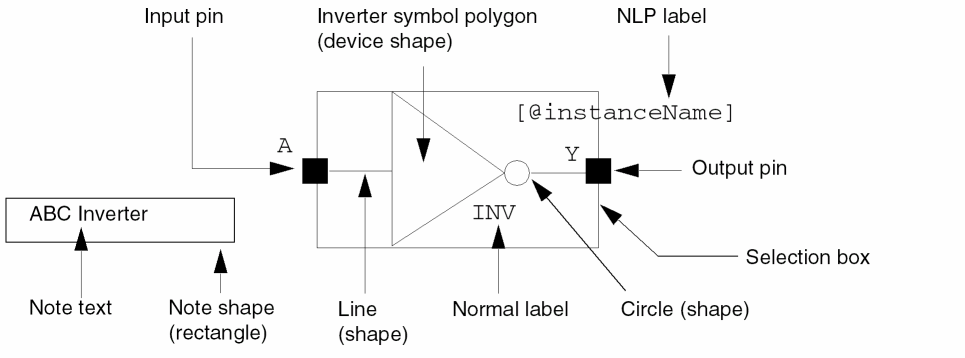 Input pin
Inverter symbol polygon
(device shape)
NLP label
[@instanceName]
A
Y
Output pin
ABC Inverter
INV
Selection box
Note text
Note shape
(rectangle)
Line
(shape)
Normal label
Circle (shape)